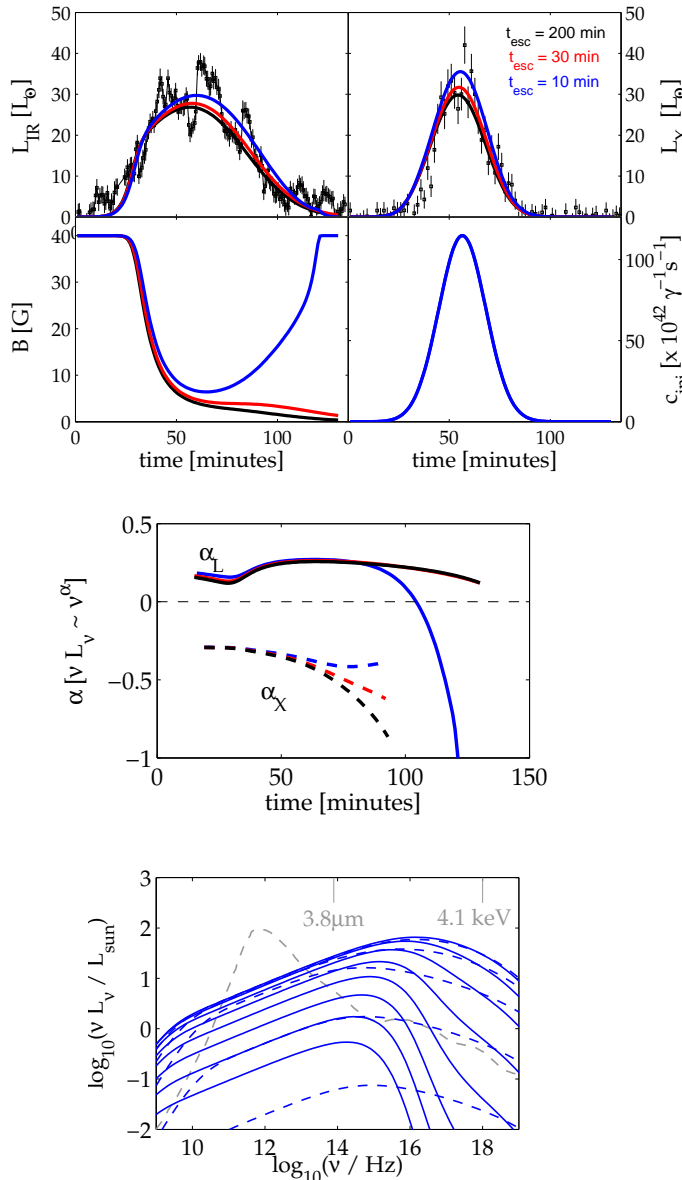 50
40
30
20
10
0
L_IR [L_⊙]
t_esc = 200 min
t_esc = 30 min
t_esc = 10 min
50
40
30
20
10
0
L_X [L_⊙]
40
30
20
10
0
B [G]
0
50
100
time [minutes]
100
50
0
c_inj [x 10^42 γ^−1 s^−1]
0
50
100
time [minutes]
0.5
0
−0.5
−1
α [ν L_ν ~ ν^α]
α_L
α_X
0
50
100
150
time [minutes]
3
2
1
0
−1
−2
log_10(ν L_ν / L_sun)
3.8μm
4.1 keV
10
12
14
16
18
log_10(ν / Hz)